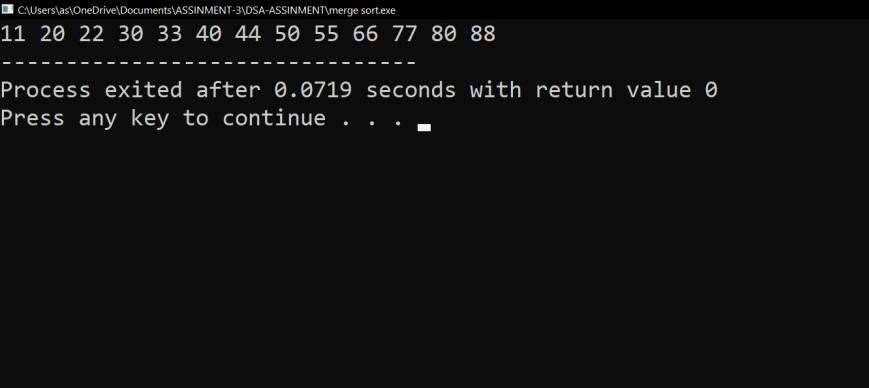 C:\Users\as\OneDrive\Documents\ASSINMENT-3\DSA-ASSINMENT\merge sort.exe
11 20 22 30 33 40 44 50 55 66 77 80 88
--------------------------------
Process exited after 0.0719 seconds with return value 0
Press any key to continue . . .